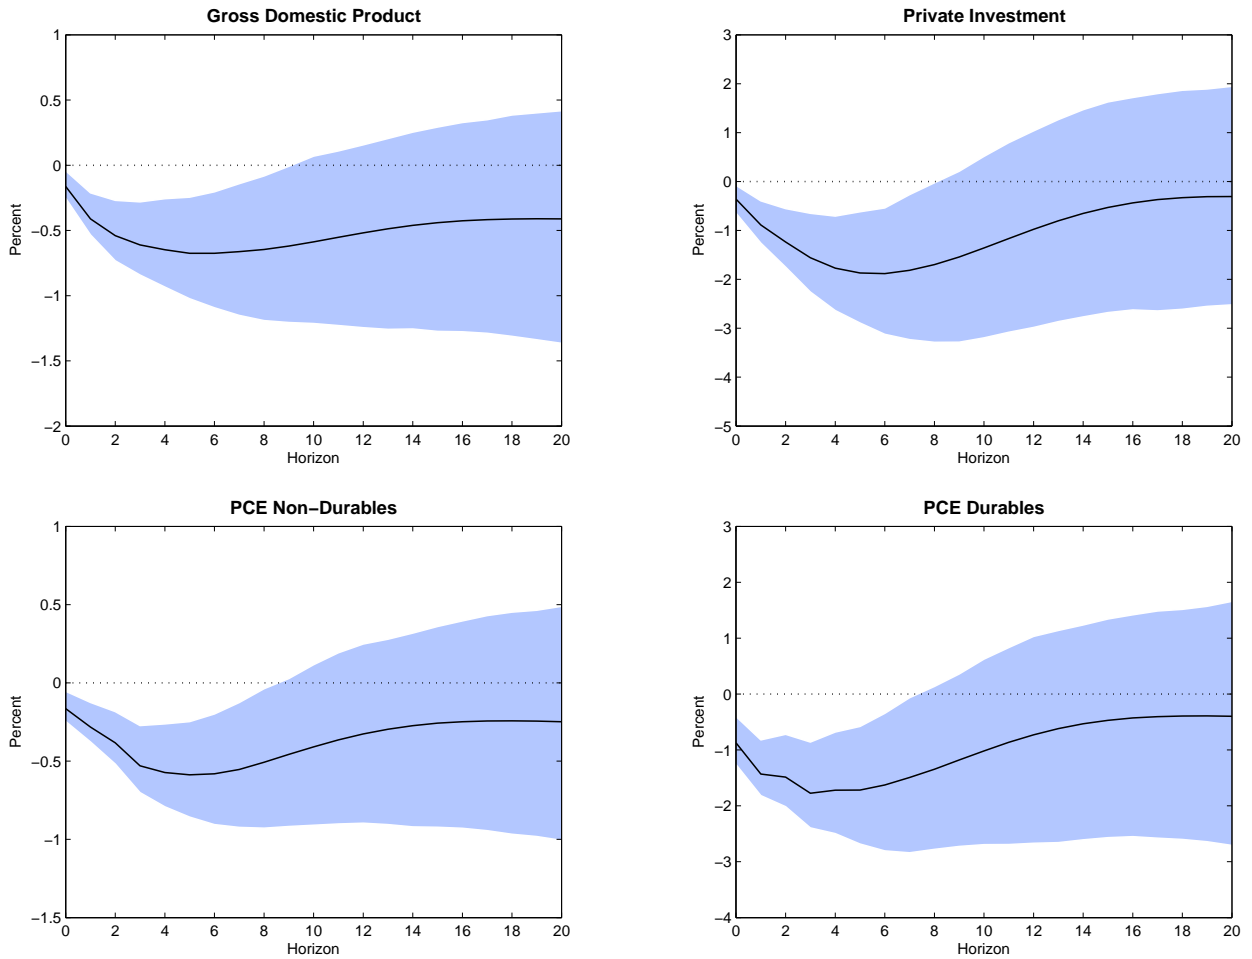 Gross Domestic Product
1
0.5
0
−0.5
−1
−1.5
−2
Percent
0 2 4 6 8 10 12 14 16 18 20
Horizon
Private Investment
3
2
1
0
−1
−2
−3
−4
−5
Percent
0 2 4 6 8 10 12 14 16 18 20
Horizon
PCE Non−Durables
1
0.5
0
−0.5
−1
−1.5
Percent
0 2 4 6 8 10 12 14 16 18 20
Horizon
PCE Durables
3
2
1
0
−1
−2
−3
−4
Percent
0 2 4 6 8 10 12 14 16 18 20
Horizon